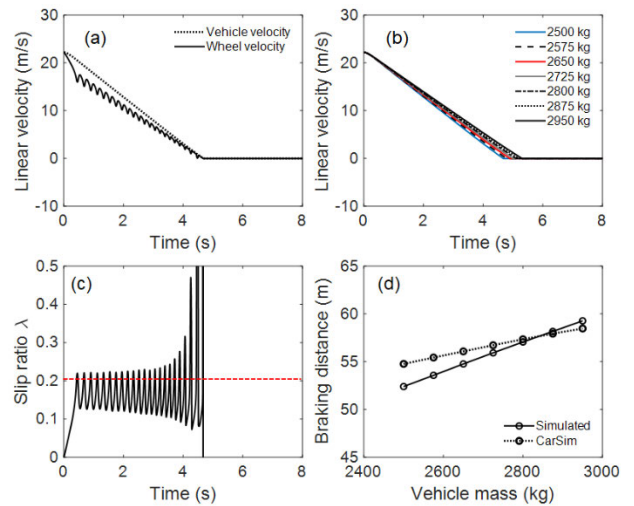 (a)
Vehicle velocity
Wheel velocity
Linear velocity (m/s)
30
20
10
0
-10
0 2 4 6 8
Time (s)
(b)
2500 kg
2575 kg
2650 kg
2725 kg
2800 kg
2875 kg
2950 kg
Linear velocity (m/s)
30
20
10
0
-10
0 2 4 6 8
Time (s)
(c)
Slip ratio λ
0.5
0.4
0.3
0.2
0.1
0
0 2 4 6 8
Time (s)
(d)
Simulated
CarSim
Braking distance (m)
65
60
55
50
45
2400 2600 2800 3000
Vehicle mass (kg)